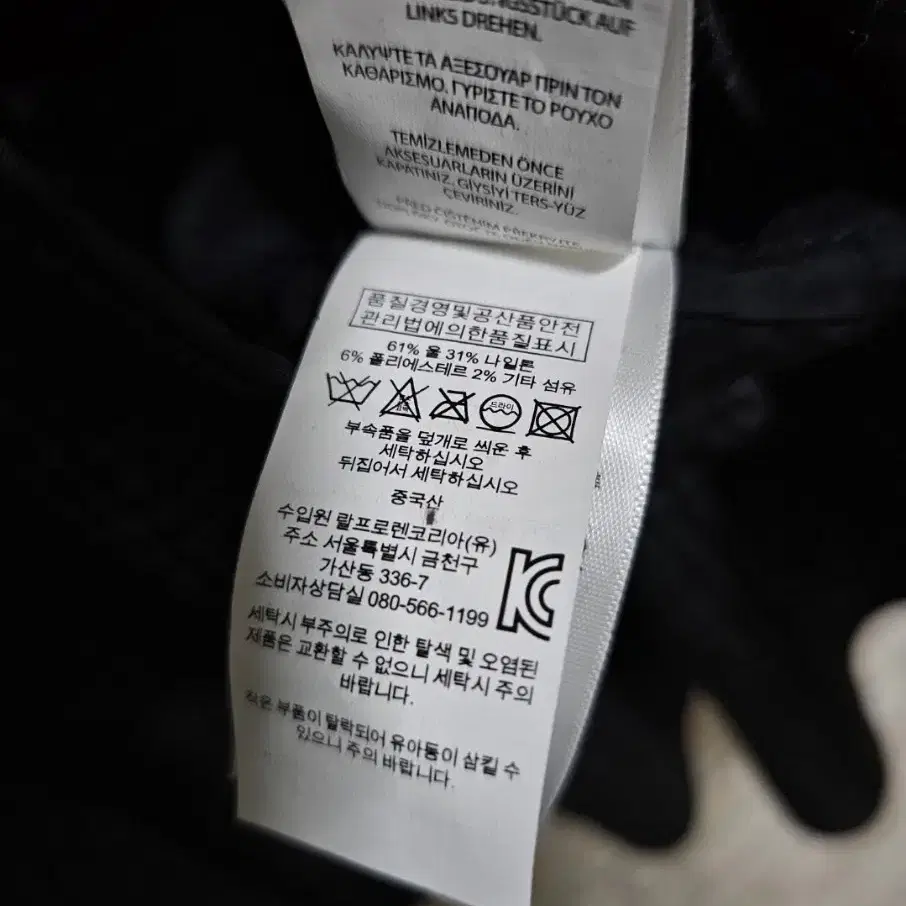 LINKS DREHEN.
ΚΑΛΥΨΤΕ ΤΑ ΑΞΕΣΟΥΑΡ ΠΡΙΝ ΤΟΝ
ΚΑΘΑΡΙΣΜΟ. ΓΥΡΙΣΤΕ ΤΟ ΡΟΥΧΟ
ΑΝΑΠΟΔΑ.
TEMİZLEMEDEN ÖNCE
AKSESUARLARIN ÜZERİNİ
KAPATINIZ. GİYSİYİ TERS-YÜZ
ÇEVİRİNİZ.
PŘED ČIŠTĚNÍM PŘEKRYJTE
품질경영및공산품안전
관리법에의한품질표시
61% 울 31% 나일론
6% 폴리에스테르 2% 기타 섬유
드라이
부속품을 덮개로 씌운 후
세탁하십시오
뒤집어서 세탁하십시오
중국산
수입원 랄프로렌코리아(유)
주소 서울특별시 금천구
가산동 336-7
소비자상담실 080-566-1199
세탁시 부주의로 인한 탈색 및 오염된
제품은 교환할 수 없으니 세탁시 주의
바랍니다.
작은 부품이 탈락되어 유아동이 삼킬 수
있으니 주의 바랍니다.